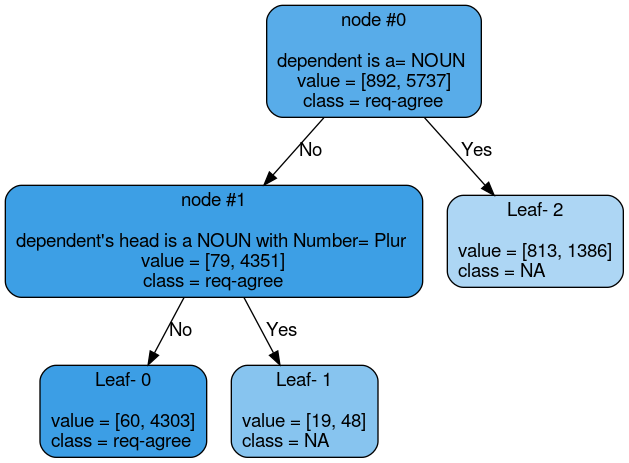 node #0
dependent is a= NOUN
value = [892, 5737]
class = req-agree
No
Yes
node #1
dependent's head is a NOUN with Number= Plur
value = [79, 4351]
class = req-agree
Leaf- 2
value = [813, 1386]
class = NA
No
Yes
Leaf- 0
value = [60, 4303]
class = req-agree
Leaf- 1
value = [19, 48]
class = NA